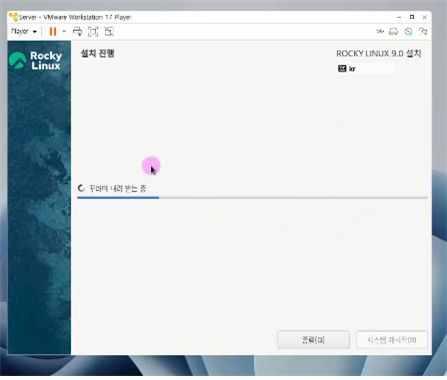 Server - VMware Workstation 17 Player
Player
Rocky
Linux
설치 진행
ROCKY LINUX 9.0 설치
kr
꾸러미 내려 받는 중
종료(Q)
시스템 재시작(R)